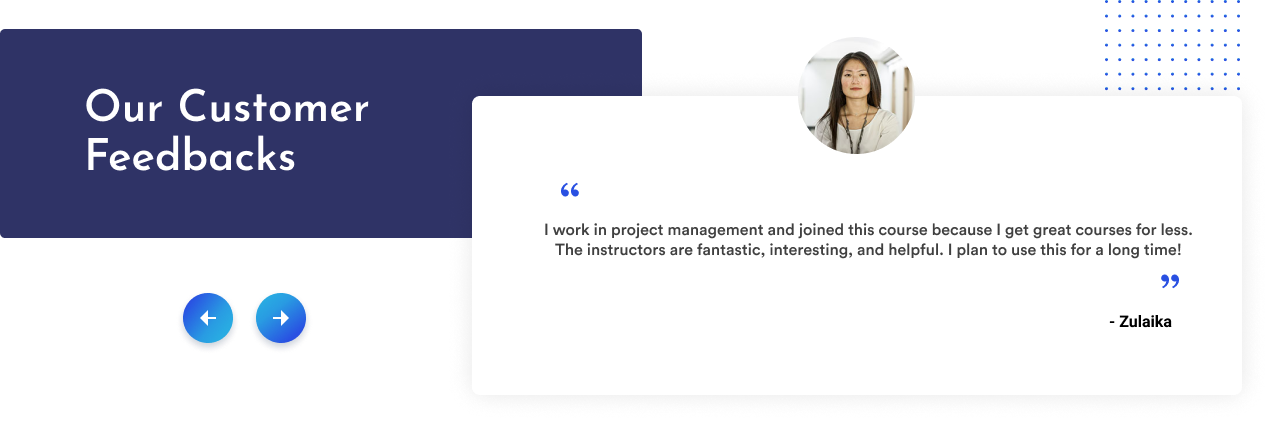 Our Customer
Feedbacks
“
I work in project management and joined this course because I get great courses for less.
The instructors are fantastic, interesting, and helpful. I plan to use this for a long time!
”
- Zulaika